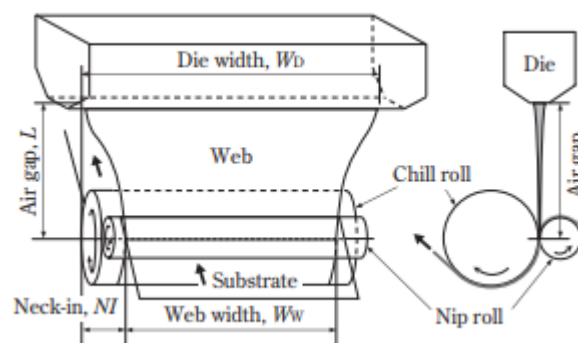 Die width, WD
Die
Air gap, L
Web
Chill roll
Air gap
Substrate
Neck-in, NI
Nip roll
Web width, WW